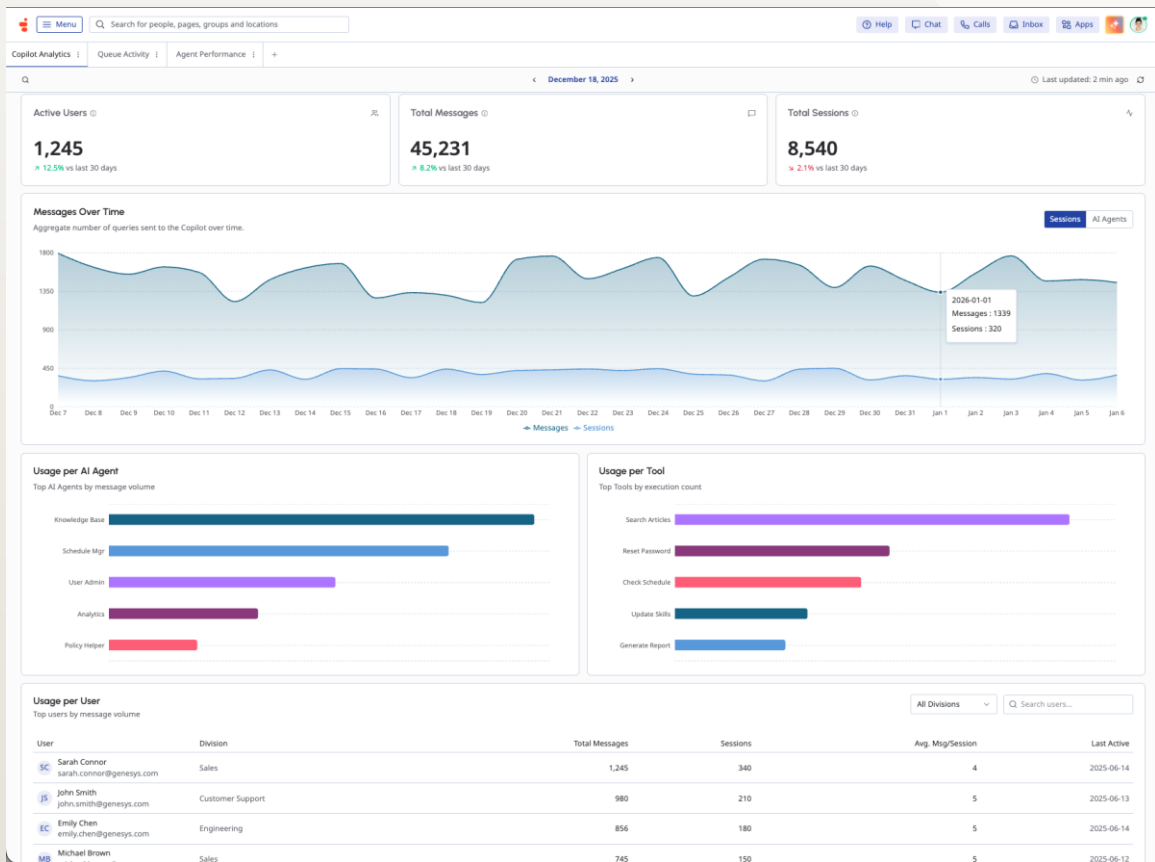 Menu
Search for people, pages, groups and locations
Help
Chat
Calls
Inbox
Apps
Copilot Analytics
Queue Activity
Agent Performance
+
December 18, 2025
Last updated: 2 min ago
Active Users
1,245
12.5% vs last 30 days
Total Messages
45,231
8.2% vs last 30 days
Total Sessions
8,540
2.1% vs last 30 days
Messages Over Time
Aggregate number of queries sent to the Copilot over time.
Sessions
AI Agents
1800
1350
900
450
0
2026-01-01
Messages : 1339
Sessions : 320
Dec 7 Dec 8 Dec 9 Dec 10 Dec 11 Dec 12 Dec 13 Dec 14 Dec 15 Dec 16 Dec 17 Dec 18 Dec 19 Dec 20 Dec 21 Dec 22 Dec 23 Dec 24 Dec 25 Dec 26 Dec 27 Dec 28 Dec 29 Dec 30 Dec 31 Jan 1 Jan 2 Jan 3 Jan 4 Jan 5 Jan 6
Messages Sessions
Usage per AI Agent
Top AI Agents by message volume
Knowledge Base
Schedule Mgr
User Admin
Analytics
Policy Helper
Usage per Tool
Top Tools by execution count
Search Articles
Reset Password
Check Schedule
Update Skills
Generate Report
Usage per User
Top users by message volume
All Divisions
Search users...
User Division Total Messages Sessions Avg. Msg/Session Last Active
SC Sarah Connor
sarah.connor@genesys.com
Sales 1,245 340 4 2025-06-14
JS John Smith
john.smith@genesys.com
Customer Support 980 210 5 2025-06-13
EC Emily Chen
emily.chen@genesys.com
Engineering 856 180 5 2025-06-14
MB Michael Brown
Sales 745 150 5 2025-06-12